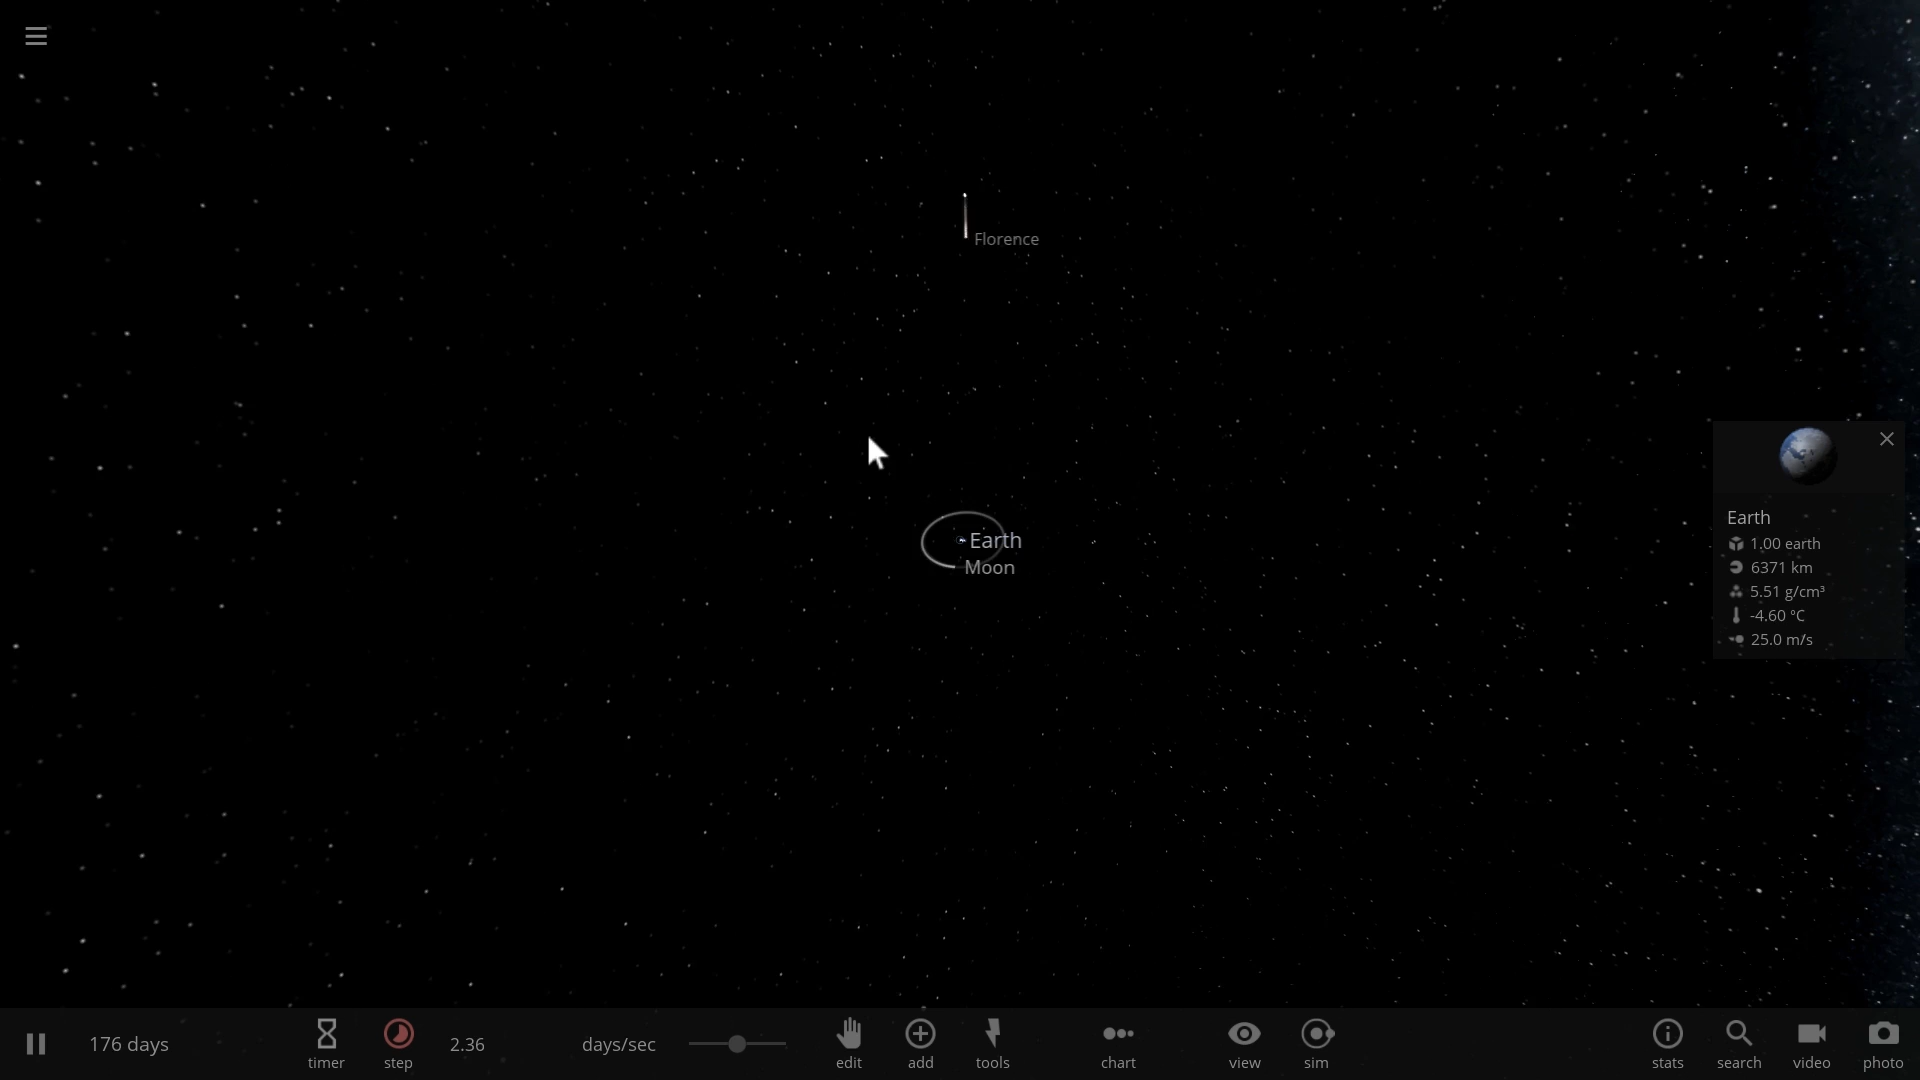 Florence
Earth
Moon
Earth
1.00 earth
6371 km
5.51 g/cm³
-4.60 °C
25.0 m/s
176 days
timer
step
2.36
days/sec
edit
add
tools
chart
view
sim
stats
search
video
photo